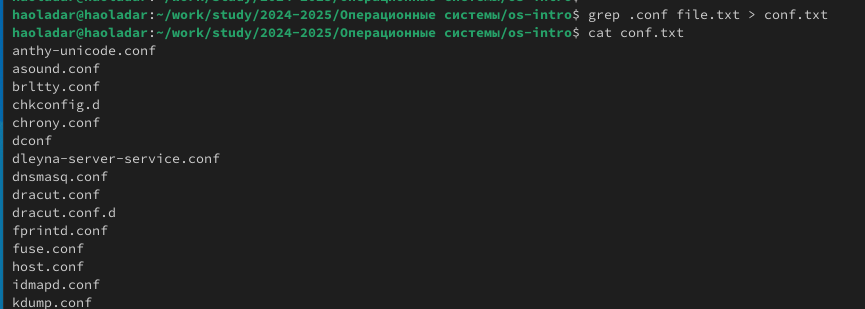 haoladar@haoladar:~/work/study/2024-2025/Операционные системы/os-intro$ grep .conf file.txt > conf.txt
haoladar@haoladar:~/work/study/2024-2025/Операционные системы/os-intro$ cat conf.txt
anthy-unicode.conf
asound.conf
brltty.conf
chkconfig.d
chrony.conf
dconf
dleyna-server-service.conf
dnsmasq.conf
dracut.conf
dracut.conf.d
fprintd.conf
fuse.conf
host.conf
idmapd.conf
kdump.conf